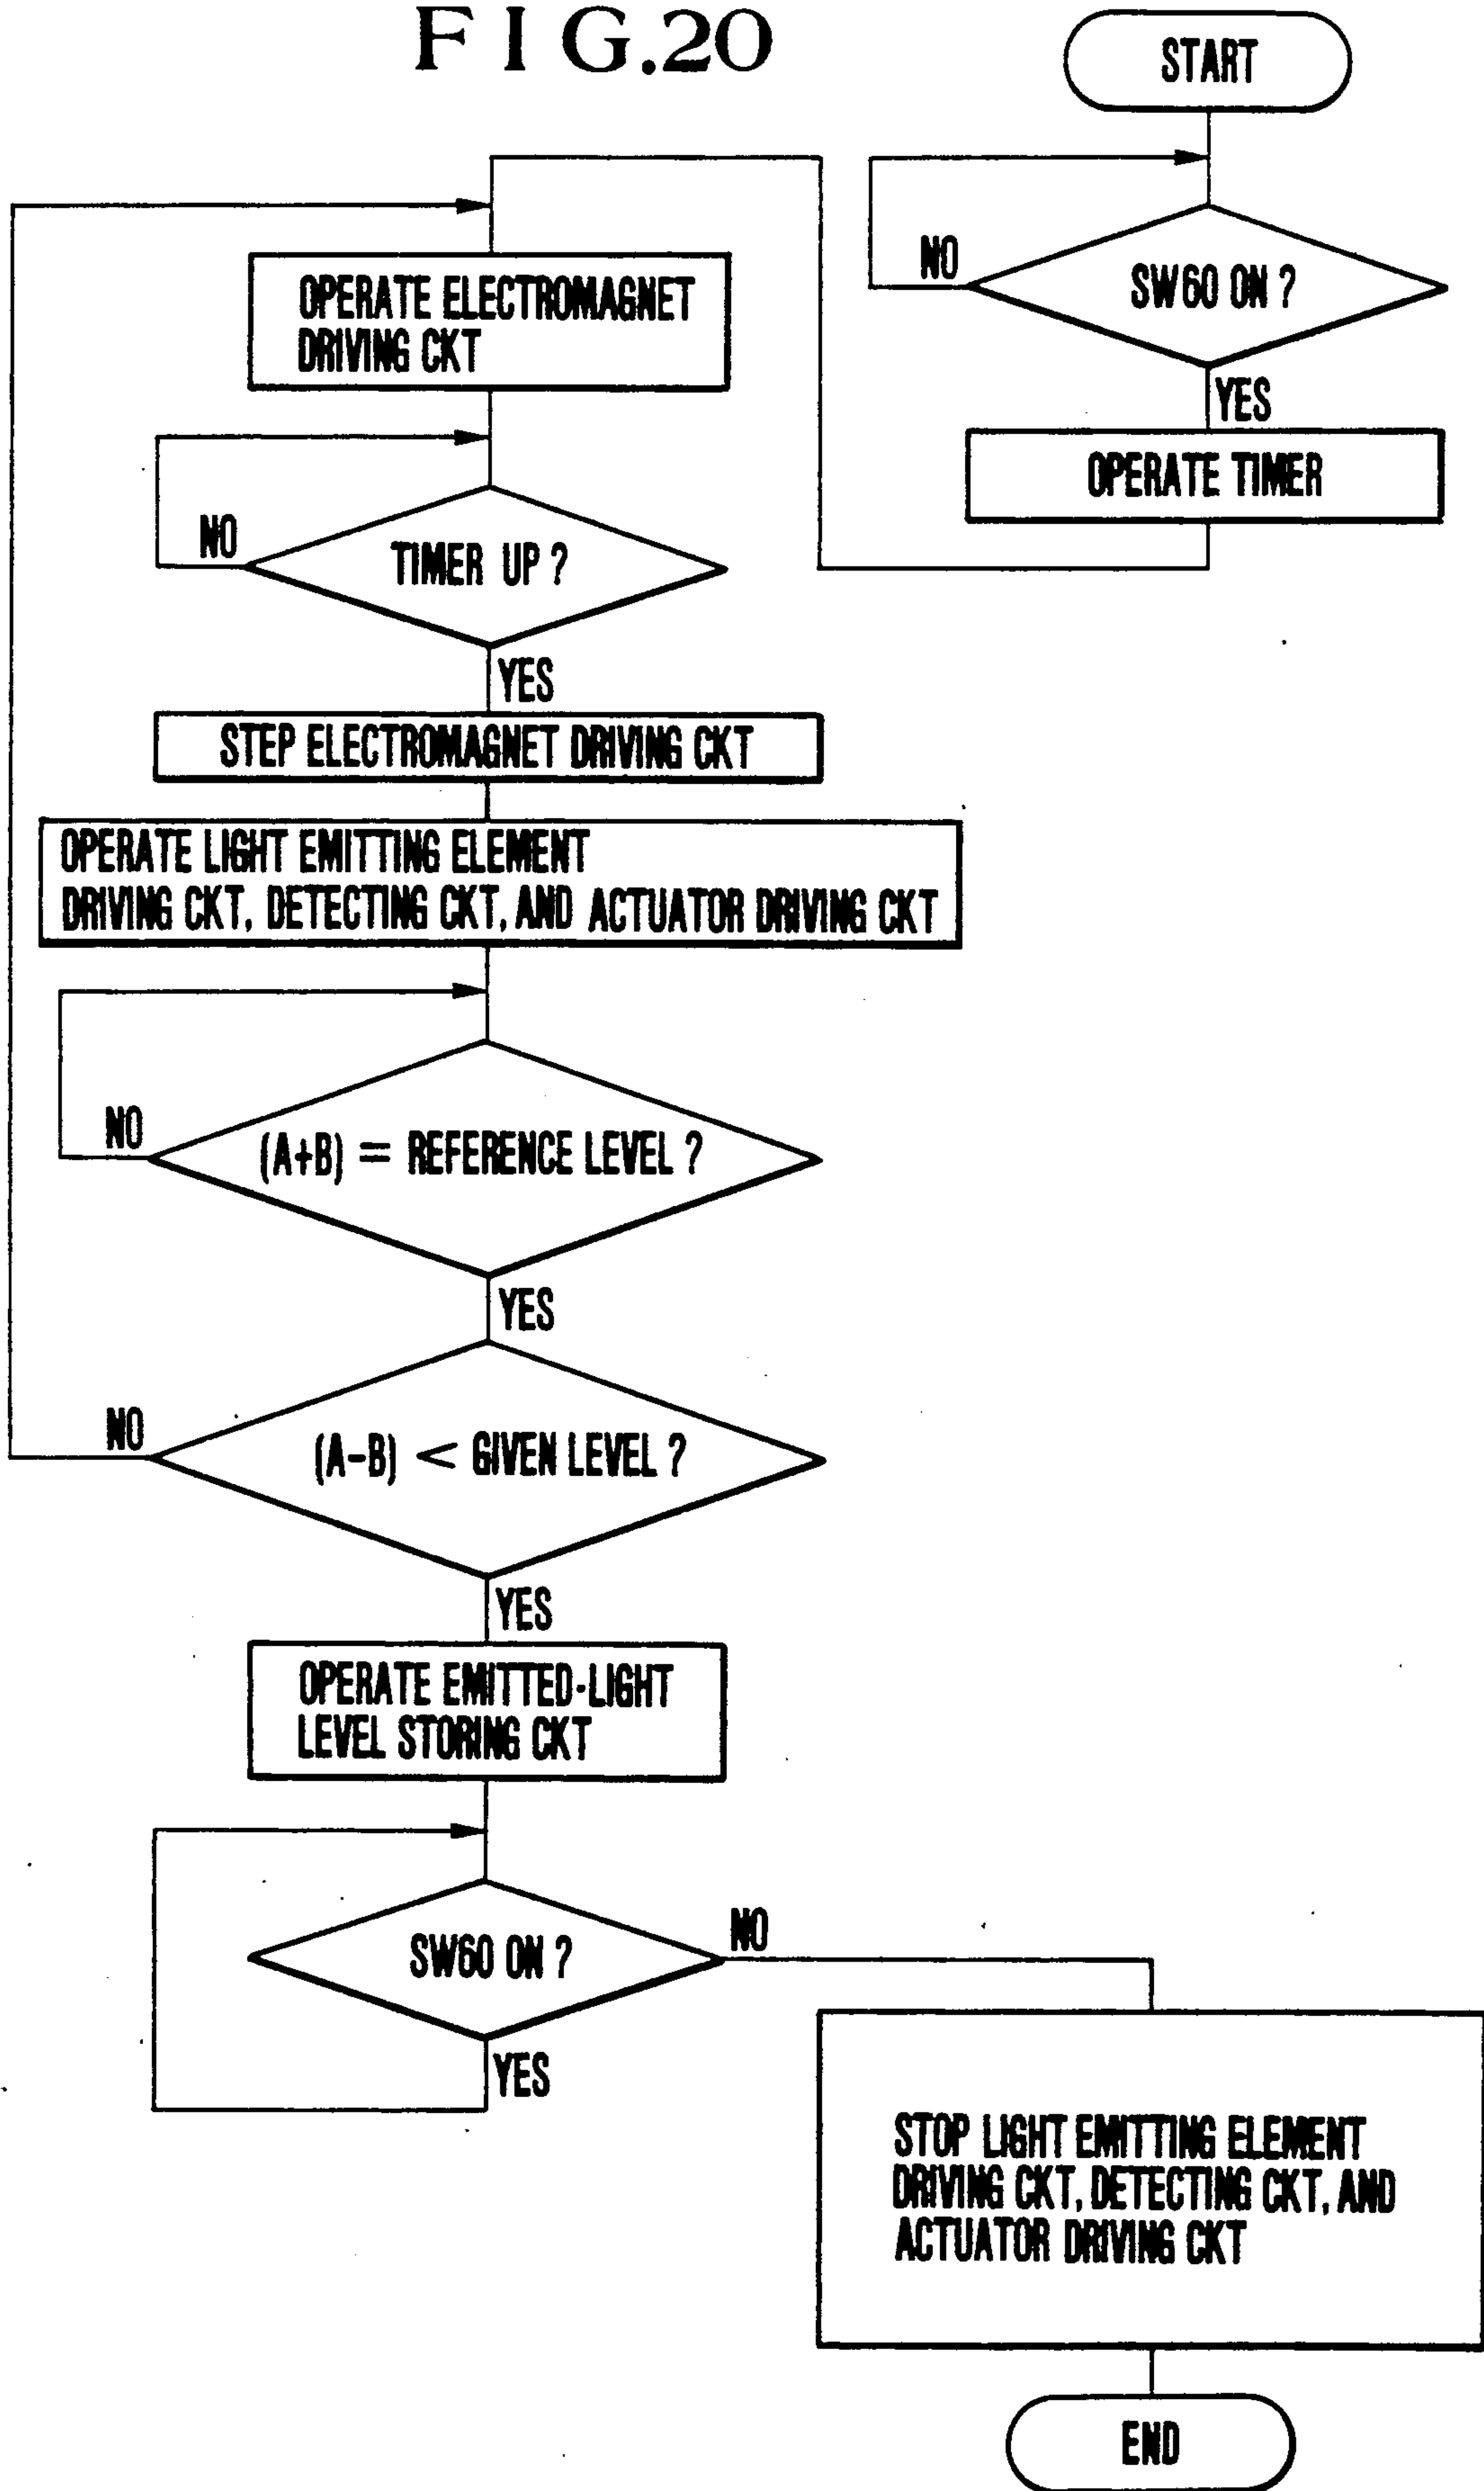 FIG.20
START
NO
SW60 ON ?
YES
OPERATE TIMER
OPERATE ELECTROMAGNET
DRIVING CKT
NO
TIMER UP ?
YES
STEP ELECTROMAGNET DRIVING CKT
OPERATE LIGHT EMITTING ELEMENT
DRIVING CKT, DETECTING CKT, AND ACTUATOR DRIVING CKT
NO
(A+B) = REFERENCE LEVEL ?
YES
NO
(A-B) < GIVEN LEVEL ?
YES
OPERATE EMITTED-LIGHT
LEVEL STORING CKT
SW60 ON ?
NO
YES
STOP LIGHT EMITTING ELEMENT
DRIVING CKT, DETECTING CKT, AND
ACTUATOR DRIVING CKT
END